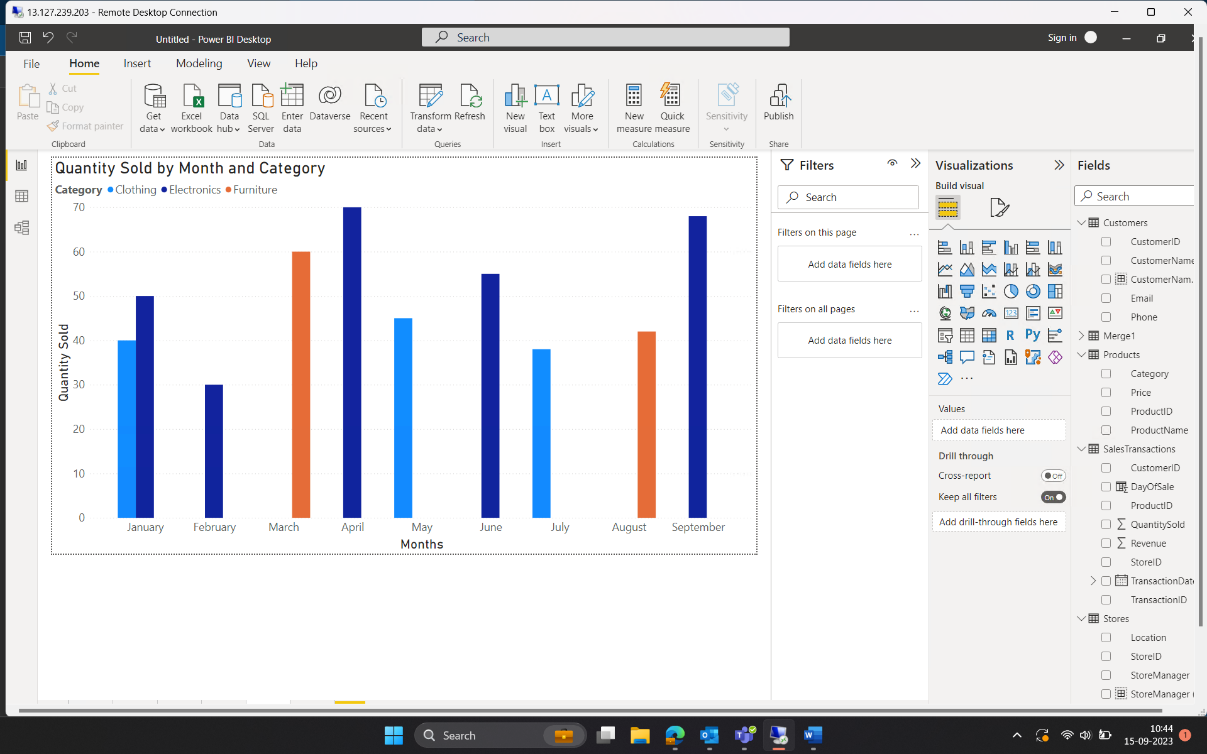 13.127.239.203 - Remote Desktop Connection
Untitled - Power BI Desktop
Search
Sign in
File Home Insert Modeling View Help
Paste
Cut
Copy
Format painter
Clipboard
Get data
Excel workbook
Data hub
SQL Server
Enter data
Dataverse
Recent sources
Data
Transform data
Refresh
Queries
New visual
Text box
More visuals
Insert
New measure
Quick measure
Calculations
Sensitivity
Sensitivity
Publish
Share
Quantity Sold by Month and Category
Category Clothing Electronics Furniture
70
60
50
40
30
20
10
0
Quantity Sold
January February March April May June July August September
Months
Filters
Search
Filters on this page ...
Add data fields here
Filters on all pages ...
Add data fields here
Visualizations
Build visual
123
R Py
...
Values
Add data fields here
Drill through
Cross-report Off
Keep all filters On
Add drill-through fields here
Fields
Search
Customers
CustomerID
CustomerName
CustomerNam...
Email
Phone
Merge1
Products
Category
Price
ProductID
ProductName
SalesTransactions
CustomerID
DayOfSale
ProductID
QuantitySold
Revenue
StoreID
TransactionDate
TransactionID
Stores
Location
StoreID
StoreManager
StoreManager (
Search
10:44
15-09-2023
1